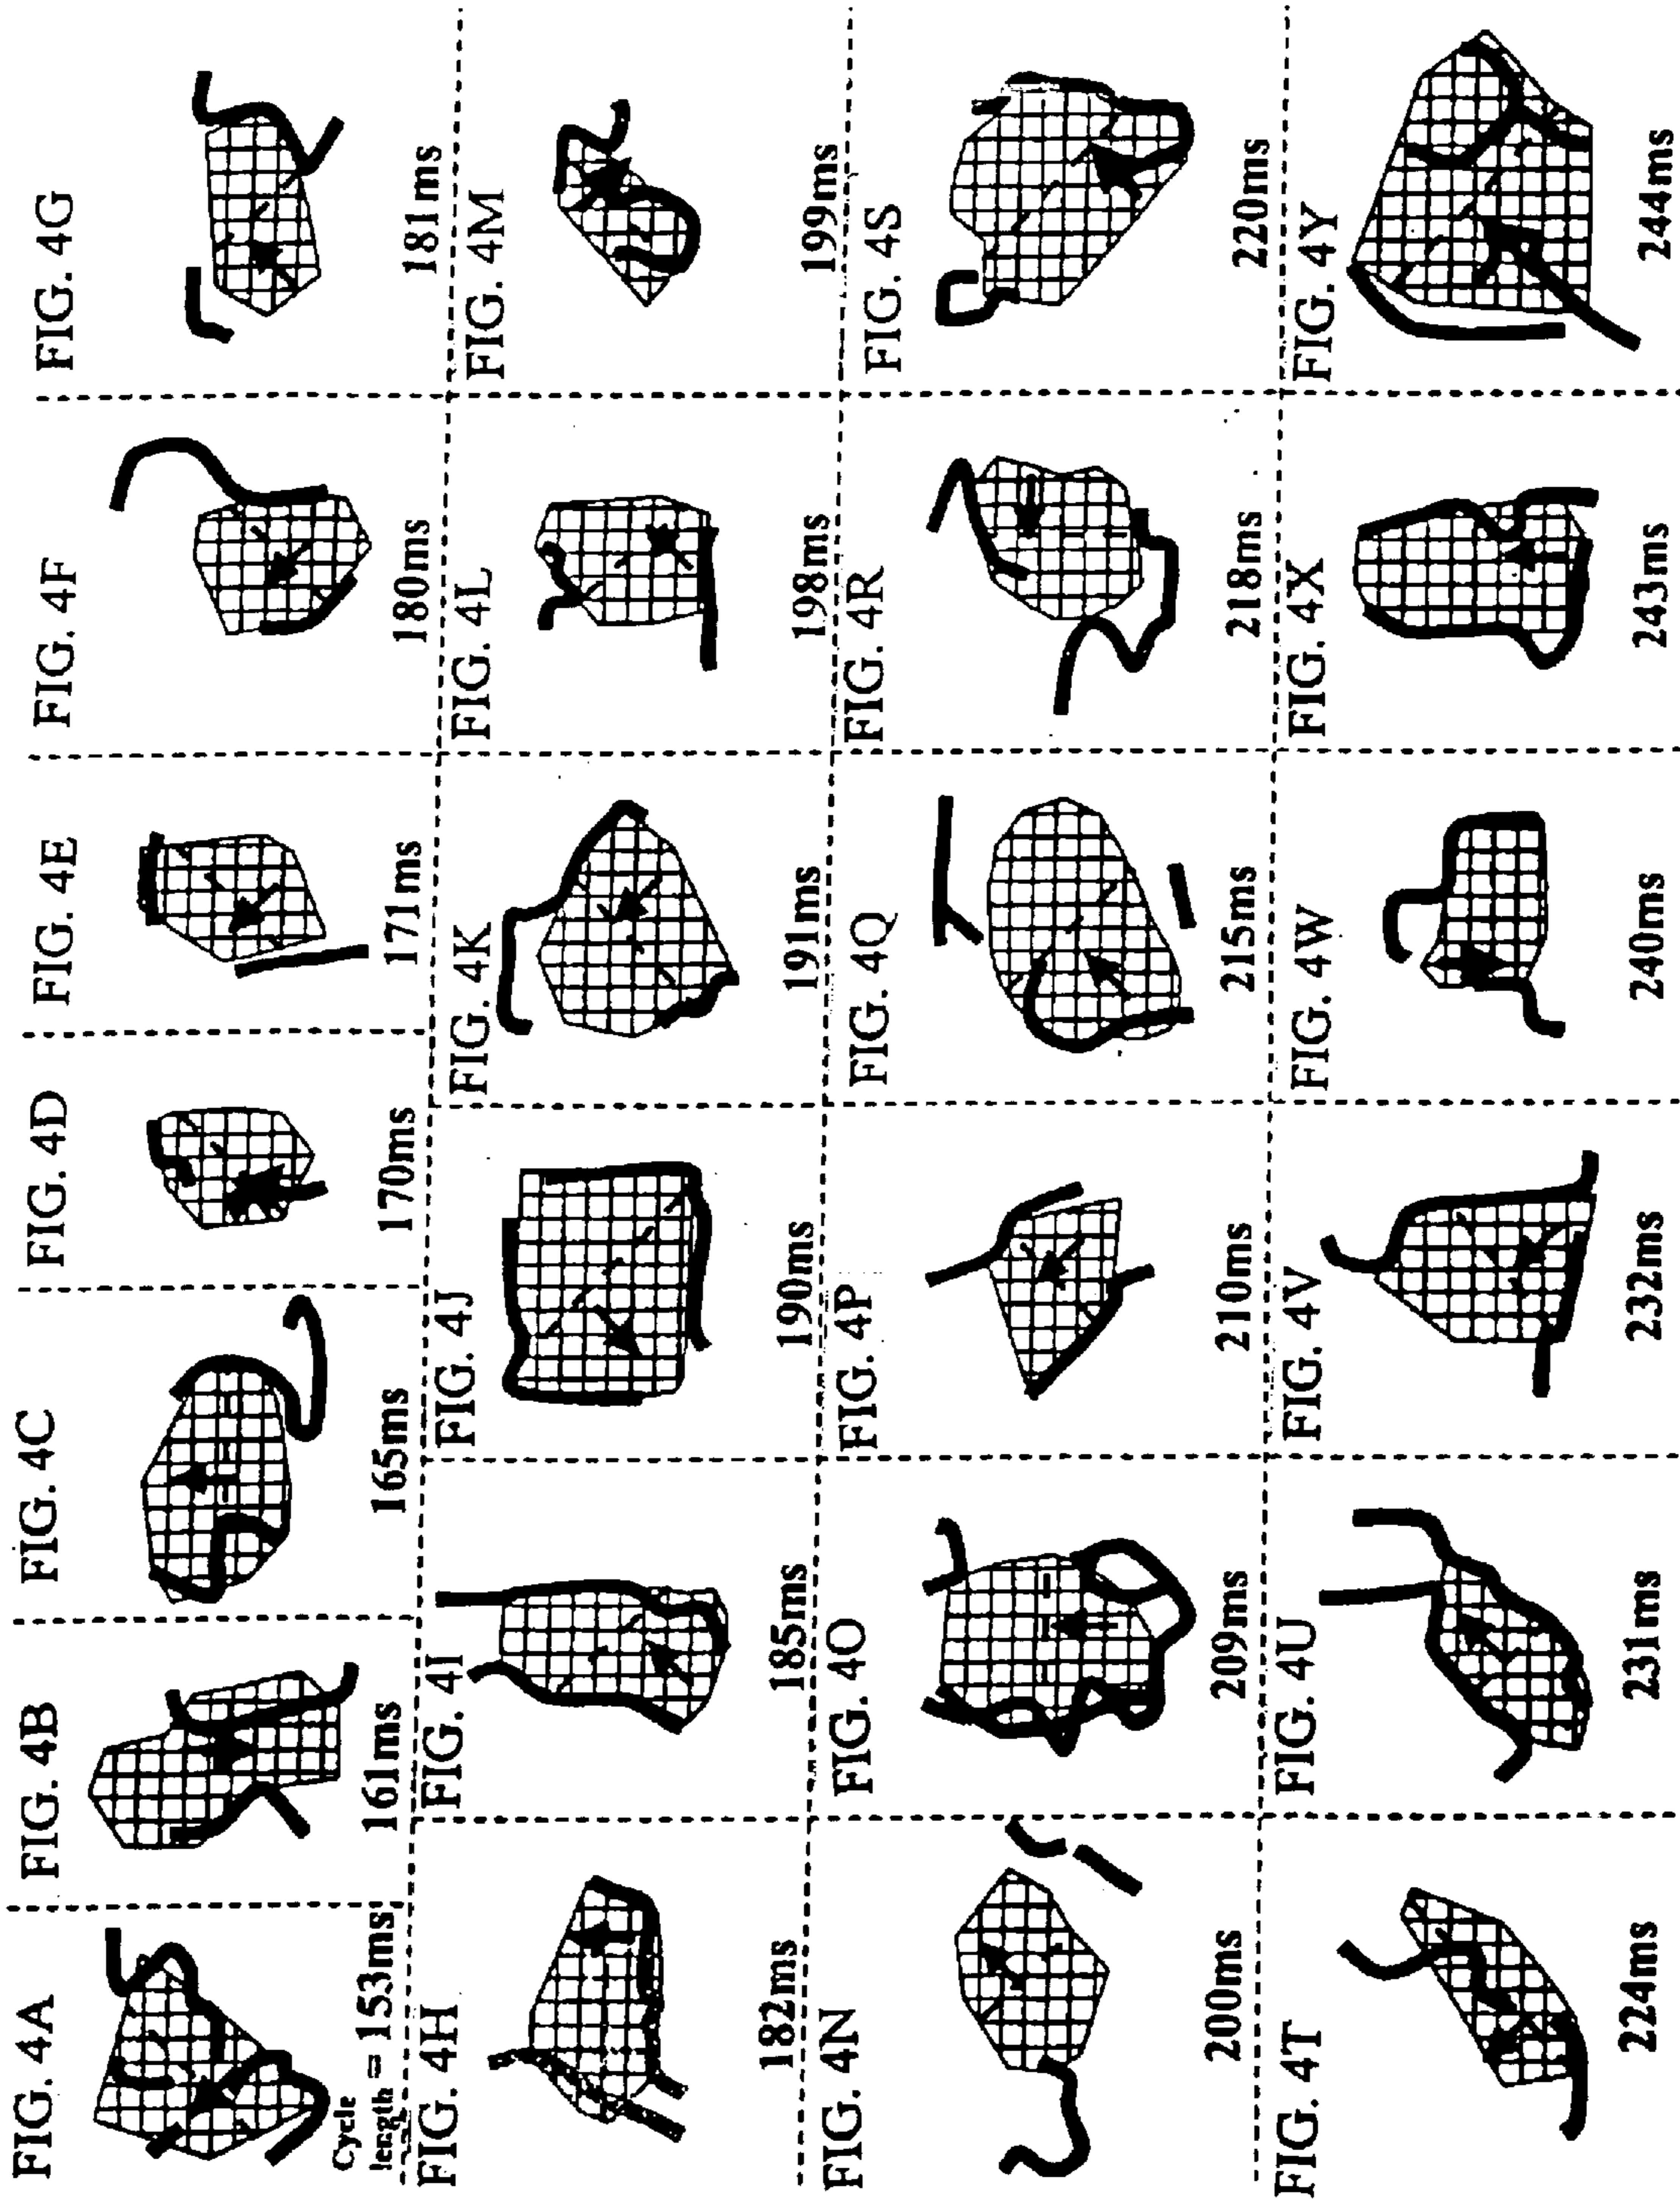 FIG. 4A
Cycle
length = 153ms
FIG. 4B
161ms
FIG. 4C
165ms
FIG. 4D
170ms
FIG. 4E
171ms
FIG. 4F
180ms
FIG. 4G
181ms
FIG. 4H
182ms
FIG. 4I
185ms
FIG. 4J
190ms
FIG. 4K
191ms
FIG. 4L
198ms
FIG. 4M
199ms
FIG. 4N
200ms
FIG. 4O
209ms
FIG. 4P
210ms
FIG. 4Q
215ms
FIG. 4R
218ms
FIG. 4S
220ms
FIG. 4T
224ms
FIG. 4U
231ms
FIG. 4V
232ms
FIG. 4W
240ms
FIG. 4X
243ms
FIG. 4Y
244ms